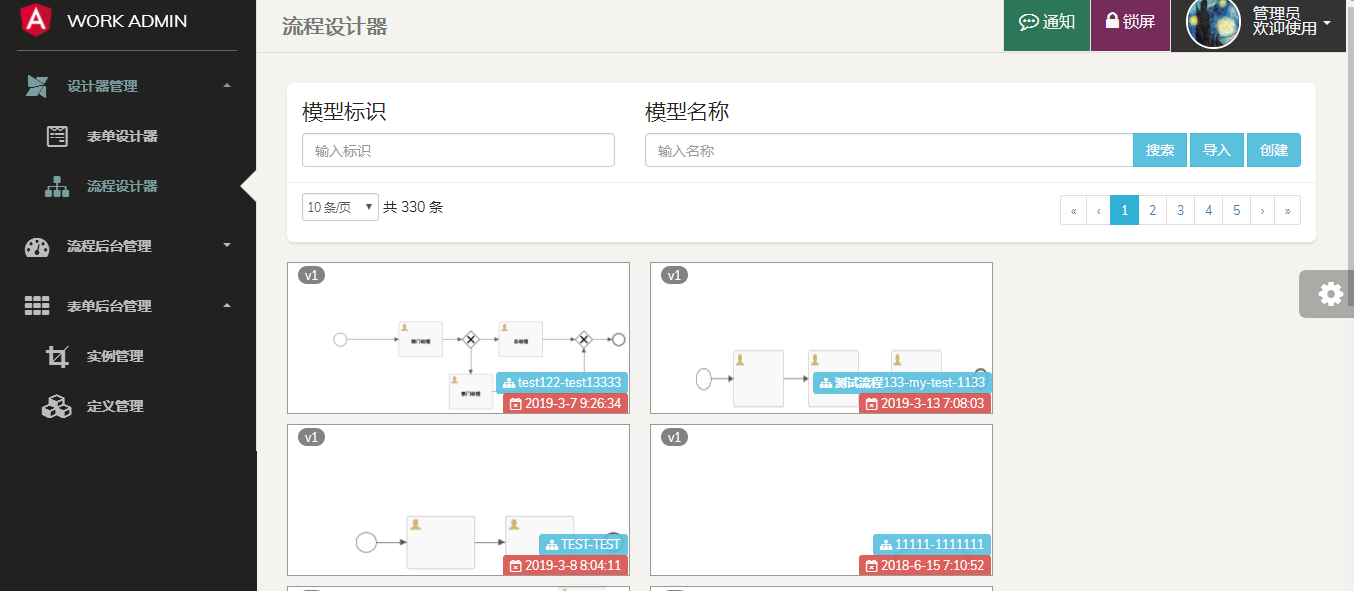 WORK ADMIN
设计器管理
表单设计器
流程设计器
流程后台管理
表单后台管理
实例管理
定义管理
流程设计器
通知
锁屏
管理员
欢迎使用
模型标识
输入标识
模型名称
输入名称
搜索
导入
创建
10 条/页
共 330 条
« ‹ 1 2 3 4 5 › »
v1
部门经理
总经理
部门经理
test122-test13333
2019-3-7 9:26:34
v1
测试流程133-my-test-1133
2019-3-13 7:08:03
v1
TEST-TEST
2019-3-8 8:04:11
v1
11111-1111111
2018-6-15 7:10:52